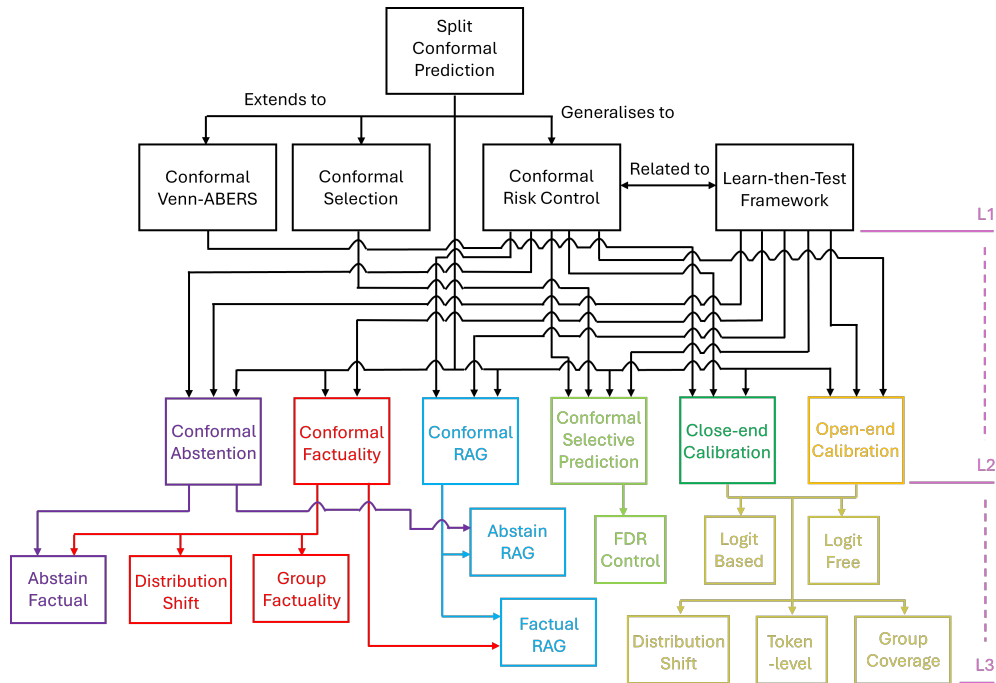 Split
Conformal
Prediction
Extends to
Generalises to
Conformal
Venn-ABERS
Conformal
Selection
Conformal
Risk Control
Related to
Learn-then-Test
Framework
L1
Conformal
Abstention
Conformal
Factuality
Conformal
RAG
Conformal
Selective
Prediction
Close-end
Calibration
Open-end
Calibration
L2
Abstain
RAG
FDR
Control
Logit
Based
Logit
Free
Abstain
Factual
Distribution
Shift
Group
Factuality
Factual
RAG
Distribution
Shift
Token
-level
Group
Coverage
L3